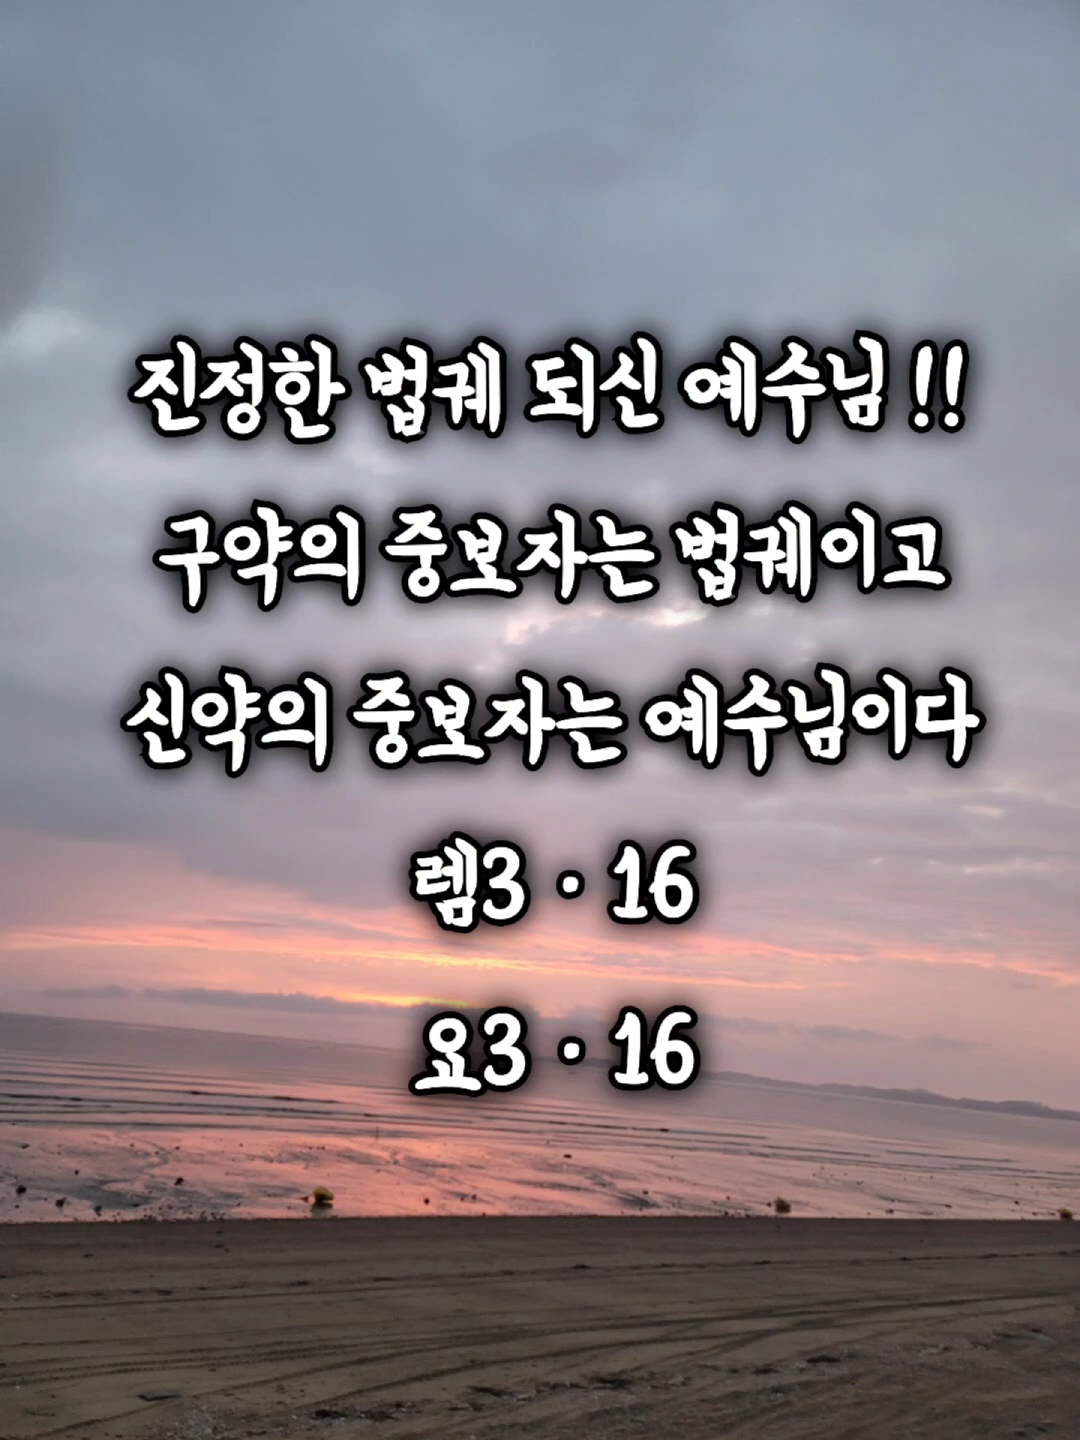 진정한 법궤 되신 예수님 !!
구약의 중보자는 법궤이고
신약의 중보자는 예수님이다
렘3 · 16
요3 · 16